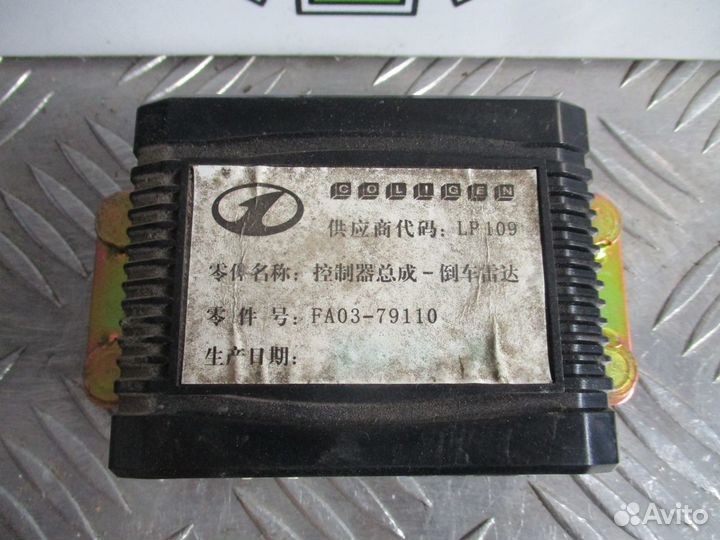 COLIGEN
供应商代码: LP109
零件名称: 控制器总成-倒车雷达
零 件 号: FA03-79110
生产日期:
Avito